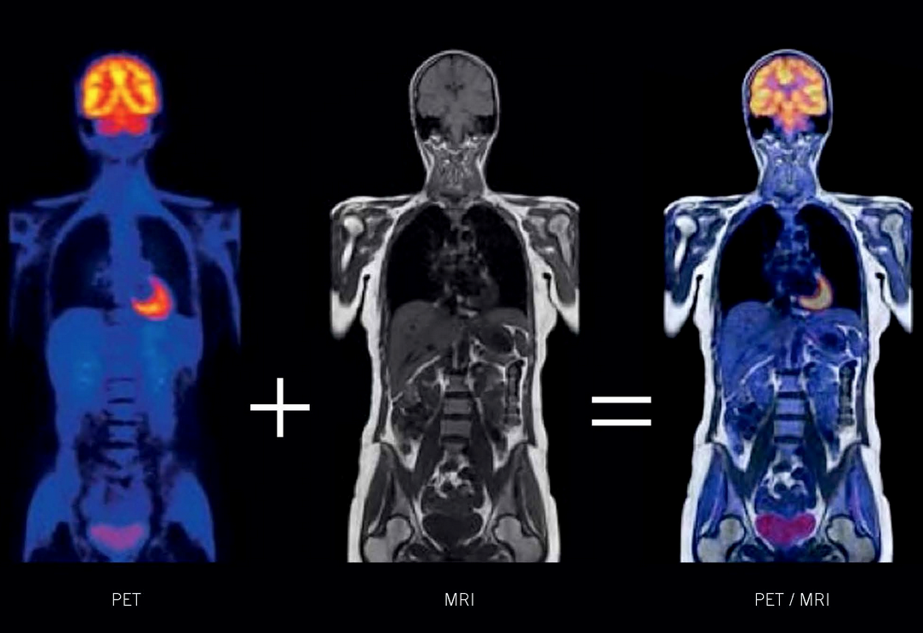 +
=
PET
MRI
PET / MRI